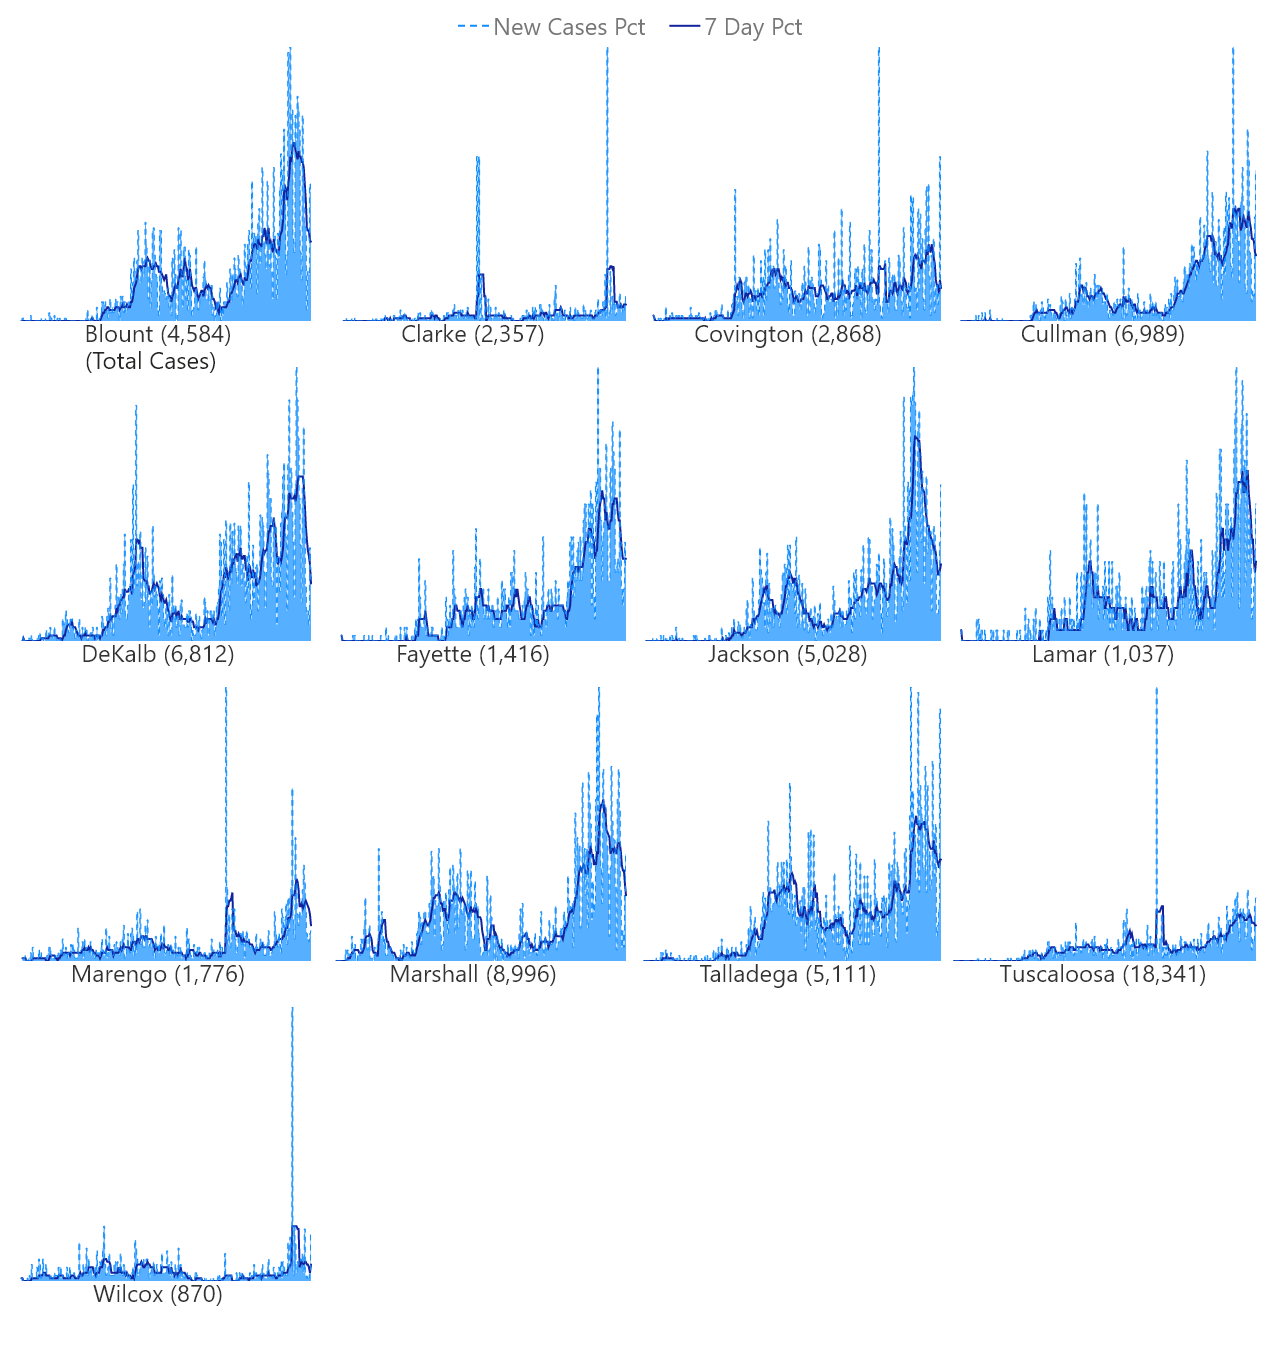 New Cases Pct 7 Day Pct
Blount (4,584)
(Total Cases)
Clarke (2,357)
Covington (2,868)
Cullman (6,989)
DeKalb (6,812)
Fayette (1,416)
Jackson (5,028)
Lamar (1,037)
Marengo (1,776)
Marshall (8,996)
Talladega (5,111)
Tuscaloosa (18,341)
Wilcox (870)